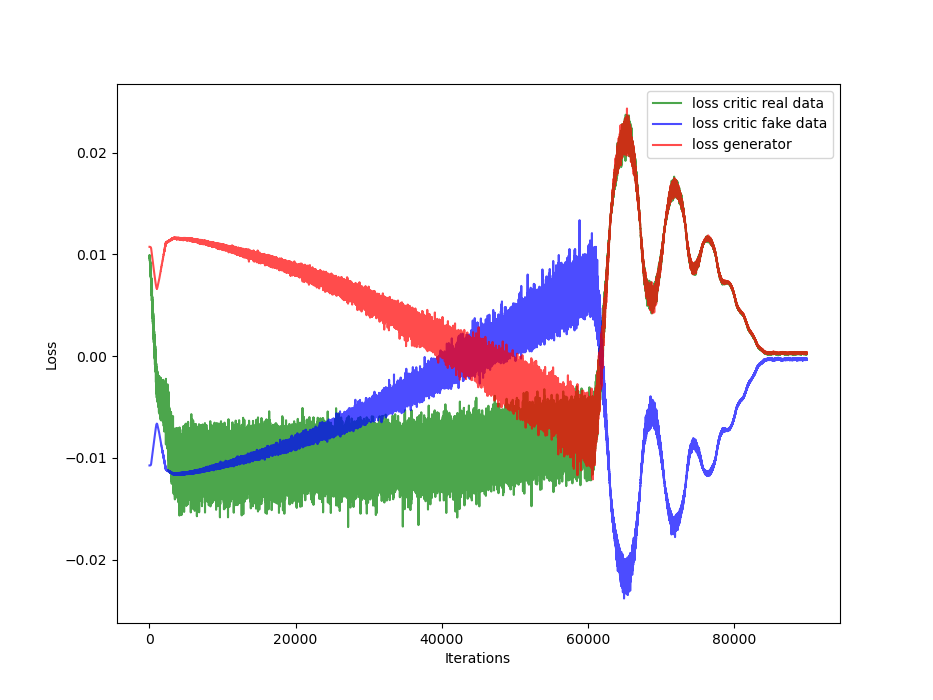 loss critic real data
loss critic fake data
loss generator
0.02
0.01
0.00
−0.01
−0.02
Loss
0 20000 40000 60000 80000
Iterations